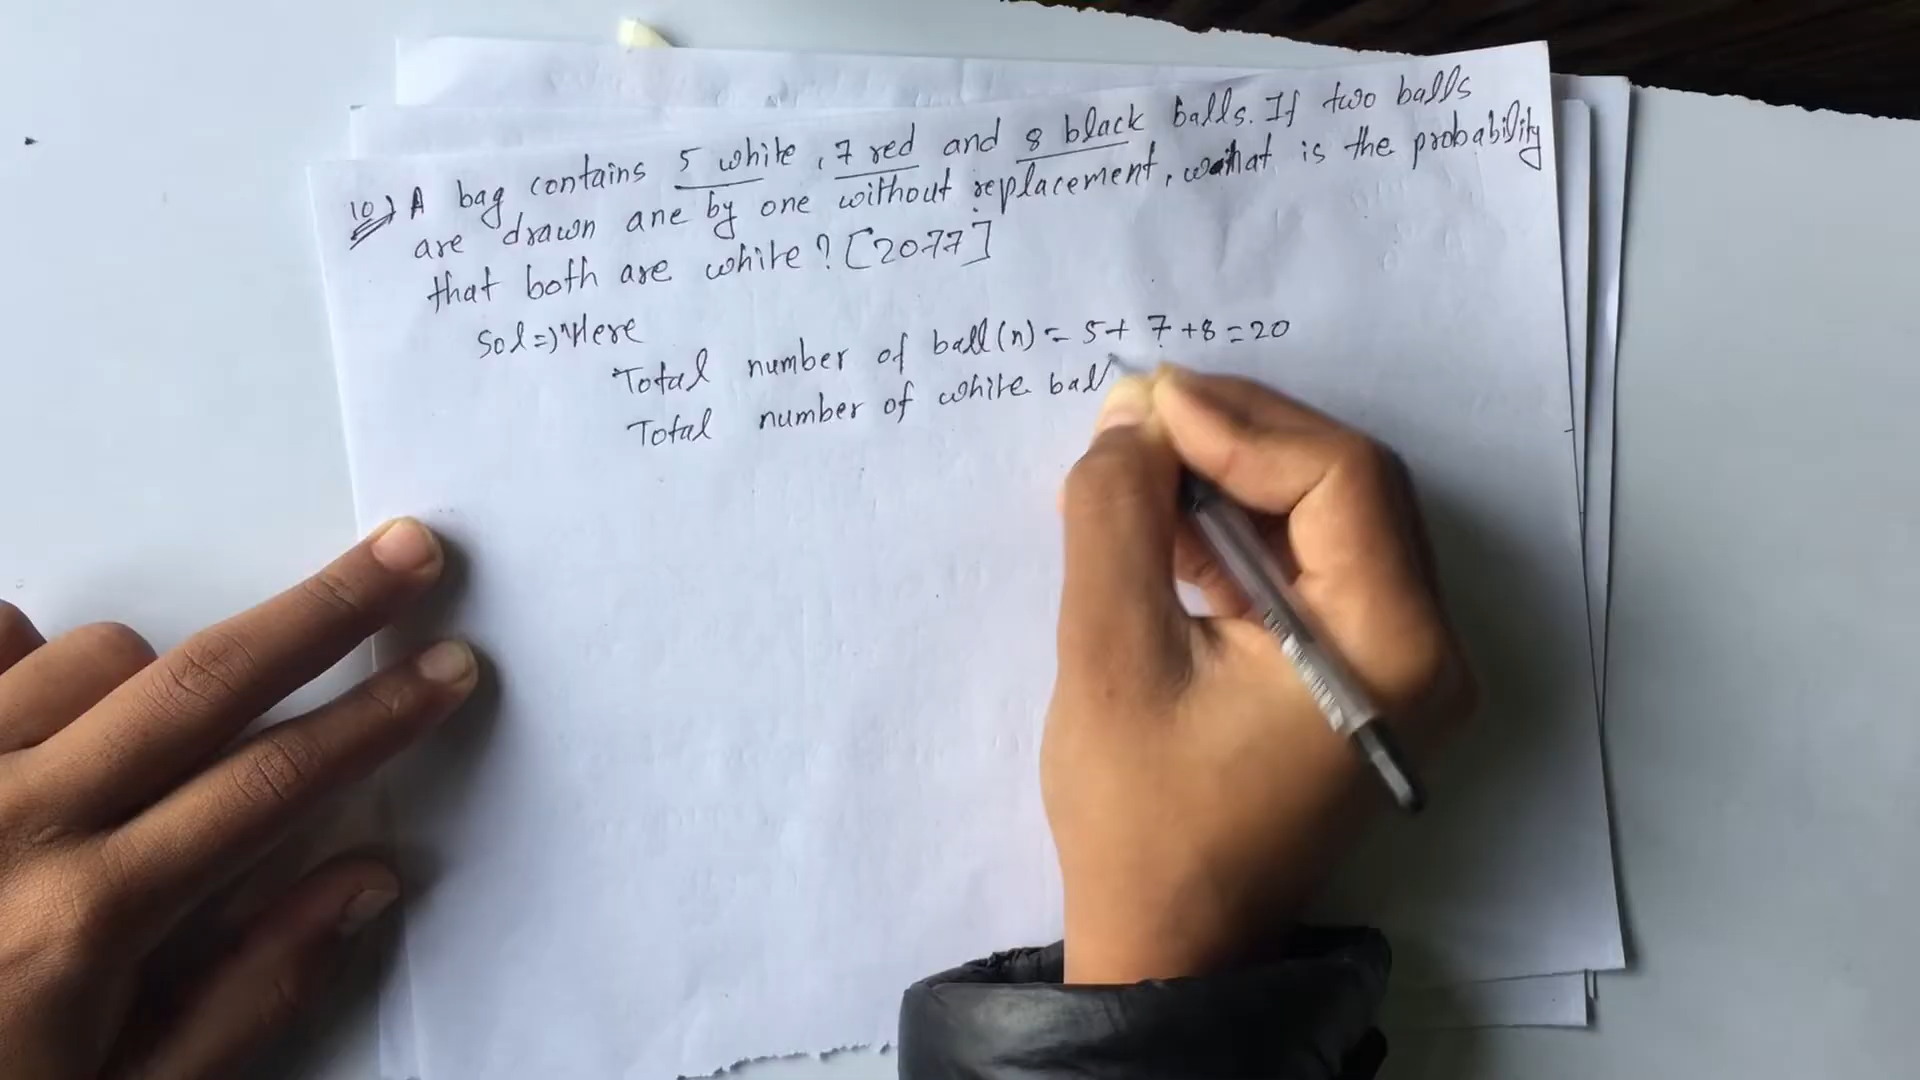 10) A bag contains 5 white, 7 red and 8 black balls. If two balls
are drawn ane by one without replacement, what is the probability
that both are white? [2077]
Sol=) Here
Total number of ball(n) = 5+ 7 +8 = 20
Total number of white ball